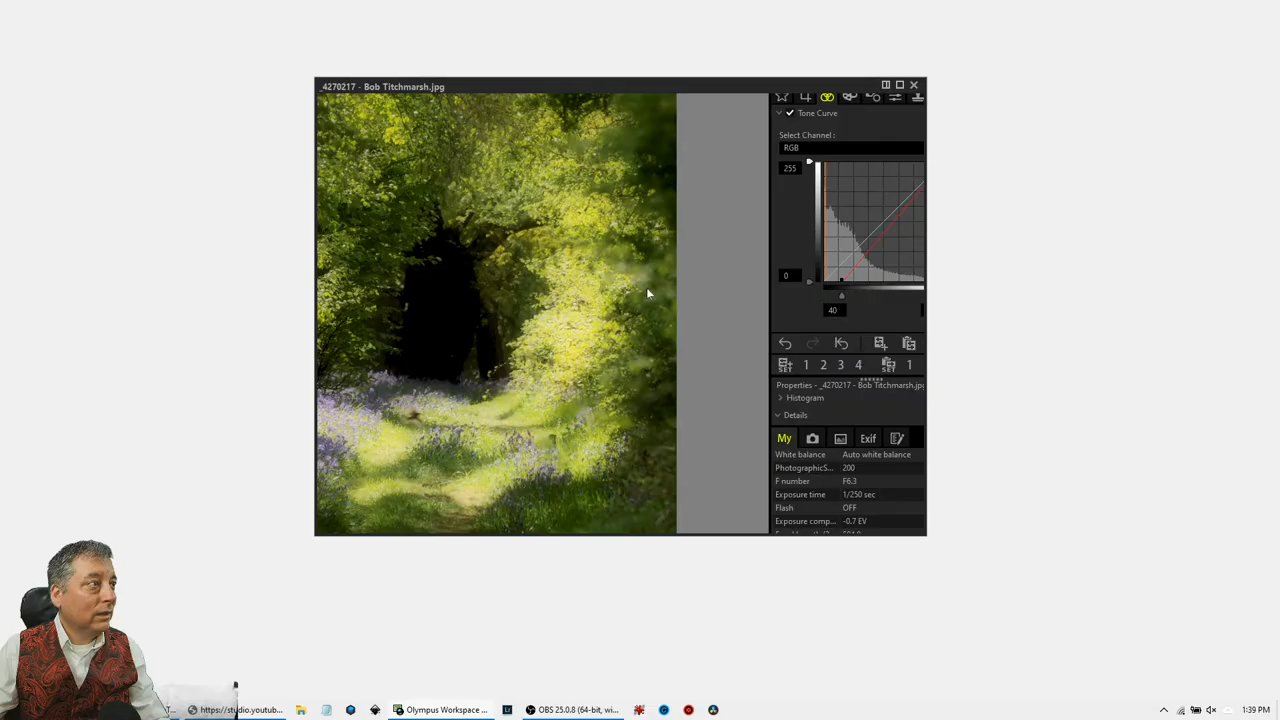 _4270217 - Bob Titchmarsh.jpg
Tone Curve
Select Channel :
RGB
255
0
40
SET 1 2 3 4 SET 1
Properties - _4270217 - Bob Titchmarsh.jpg
Histogram
Details
My Exif
White balance Auto white balance
PhotographicS... 200
F number F6.3
Exposure time 1/250 sec
Flash OFF
Exposure comp... -0.7 EV
https://studio.youtub... Olympus Workspace ... OBS 25.0.8 (64-bit, wi... 1:39 PM